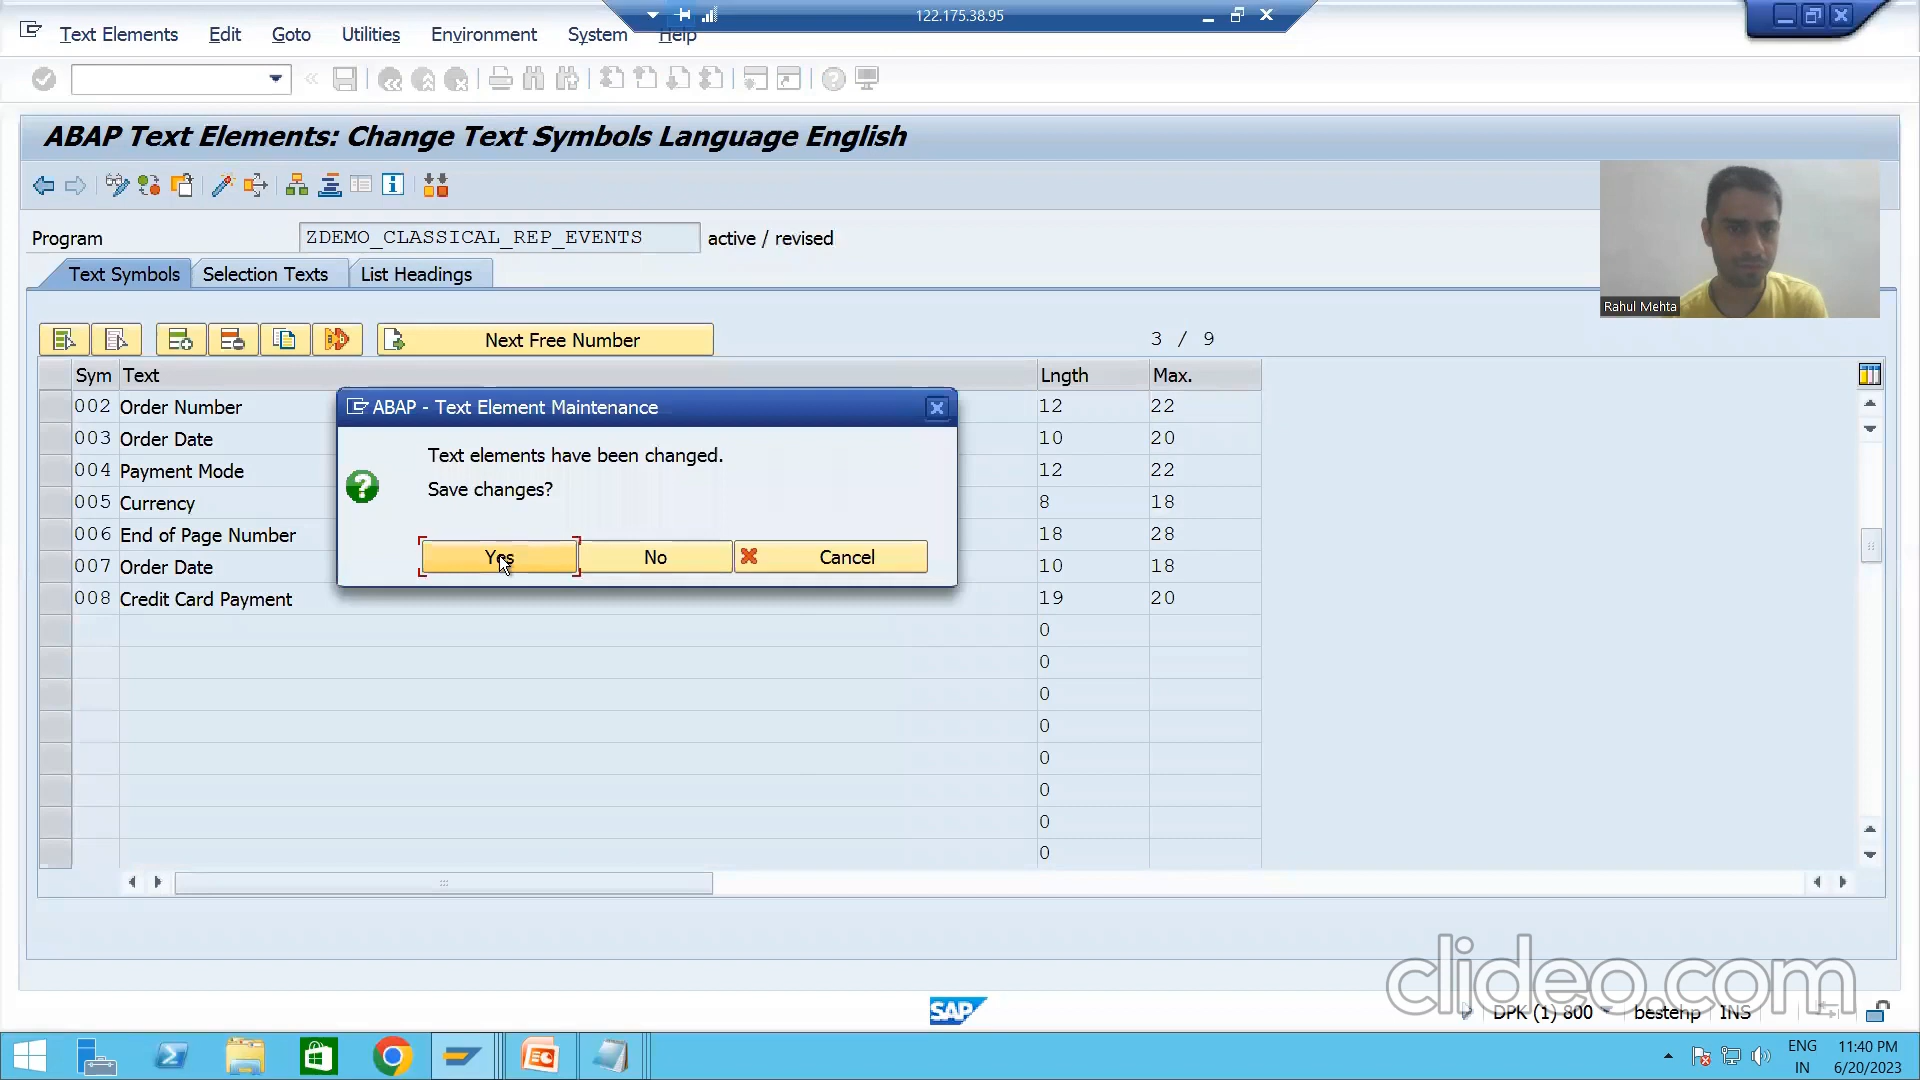 122.175.38.95
Text Elements Edit Goto Utilities Environment System Help
ABAP Text Elements: Change Text Symbols Language English
Program ZDEMO_CLASSICAL_REP_EVENTS active / revised
Rahul Mehta
Text Symbols Selection Texts List Headings
Next Free Number 3 / 9
Sym Text Lngth Max.
002 Order Number 12 22
003 Order Date 10 20
004 Payment Mode 12 22
005 Currency 8 18
006 End of Page Number 18 28
007 Order Date 10 18
008 Credit Card Payment 19 20
0
0
0
0
0
0
0
0
ABAP - Text Element Maintenance
Text elements have been changed.
Save changes?
Yes No Cancel
clideo.com
SAP DPK (1) 800 bestehp INS
ENG 11:40 PM
IN 6/20/2023